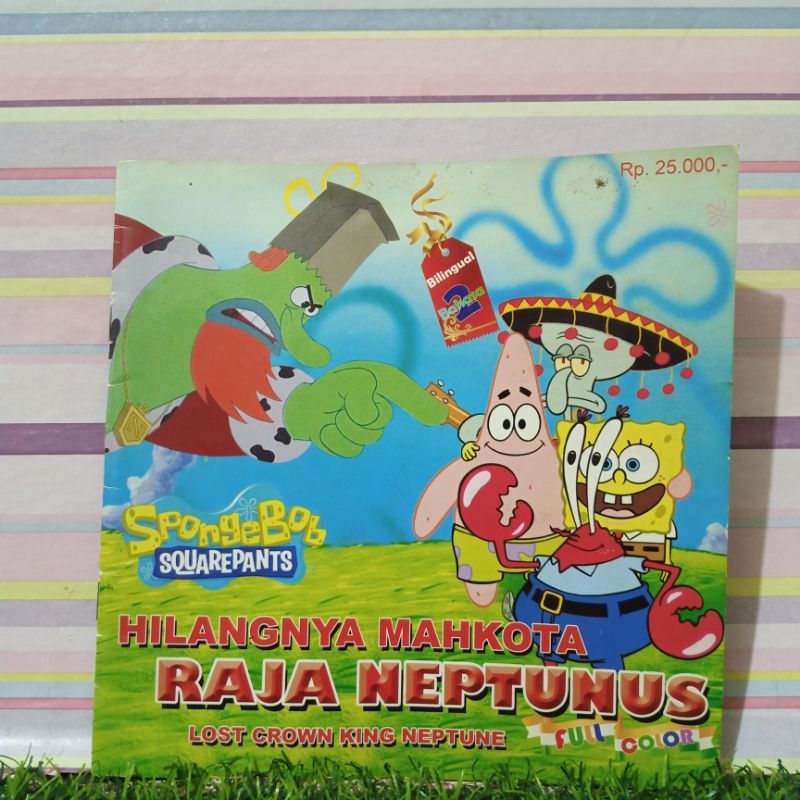 Rp. 25.000,-
Bilingual
2
Bahasa
SpongeBob
SQUAREPANTS
HILANGNYA MAHKOTA
RAJA NEPTUNUS
LOST CROWN KING NEPTUNE
FULL COLOR